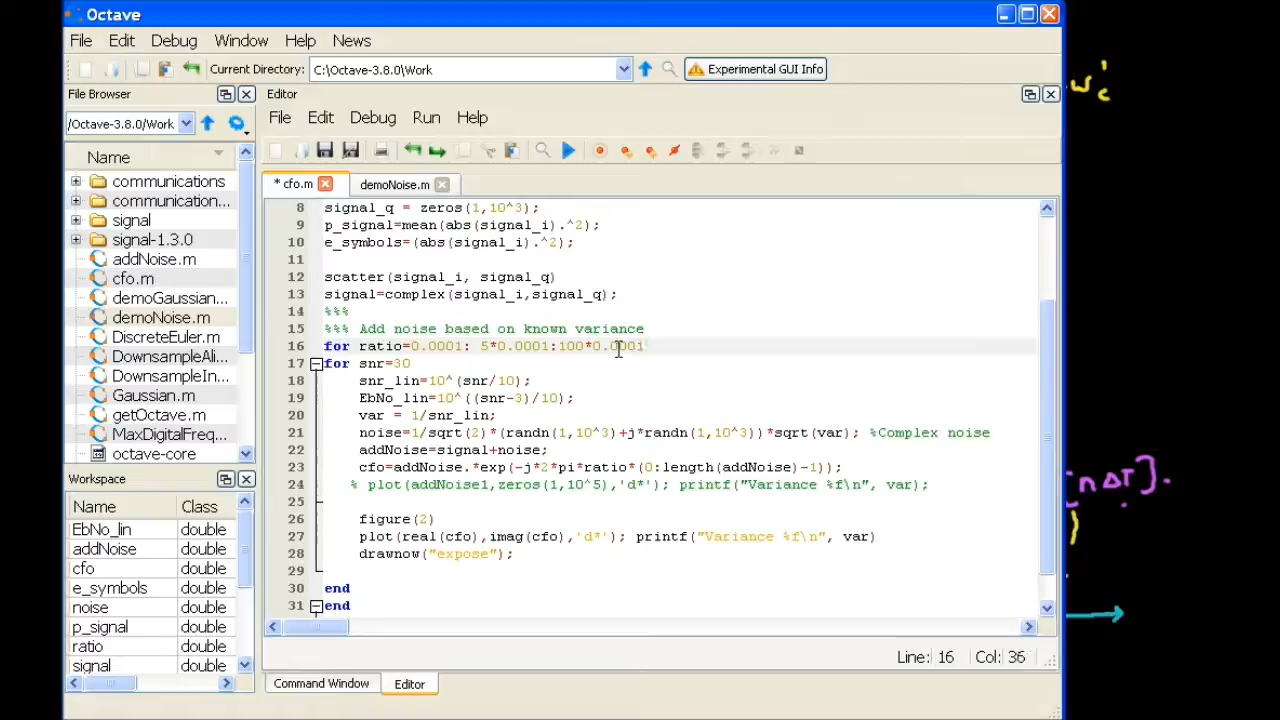 Octave
File Edit Debug Window Help News
Current Directory: C:\Octave-3.8.0\Work Experimental GUI Info
File Browser
/Octave-3.8.0/Work
Name
communications
communication...
signal
signal-1.3.0
addNoise.m
cfo.m
demoGaussian...
demoNoise.m
DiscreteEuler.m
DownsampleAli...
DownsampleIn...
Gaussian.m
getOctave.m
MaxDigitalFreq...
octave-core
Workspace
Name Class
EbNo_lin double
addNoise double
cfo double
e_symbols double
noise double
p_signal double
ratio double
signal double
Editor
File Edit Debug Run Help
* cfo.m demoNoise.m
8 signal_q = zeros(1,10^3);
9 p_signal=mean(abs(signal_i).^2);
10 e_symbols=(abs(signal_i).^2);
11
12 scatter(signal_i, signal_q)
13 signal=complex(signal_i,signal_q);
14 %%%
15 %%% Add noise based on known variance
16 for ratio=0.0001: 5*0.0001:100*0.0001
17 for snr=30
18 snr_lin=10^(snr/10);
19 EbNo_lin=10^((snr-3)/10);
20 var = 1/snr_lin;
21 noise=1/sqrt(2)*(randn(1,10^3)+j*randn(1,10^3))*sqrt(var); %Complex noise
22 addNoise=signal+noise;
23 cfo=addNoise.*exp(-j*2*pi*ratio*(0:length(addNoise)-1));
24 % plot(addNoise1,zeros(1,10^5),'d*'); printf("Variance %f\n", var);
25
26 figure(2)
27 plot(real(cfo),imag(cfo),'d*'); printf("Variance %f\n", var)
28 drawnow("expose");
29
30 end
31 end
Line: 16 Col: 36
Command Window Editor
w'c
[nΔT].
)